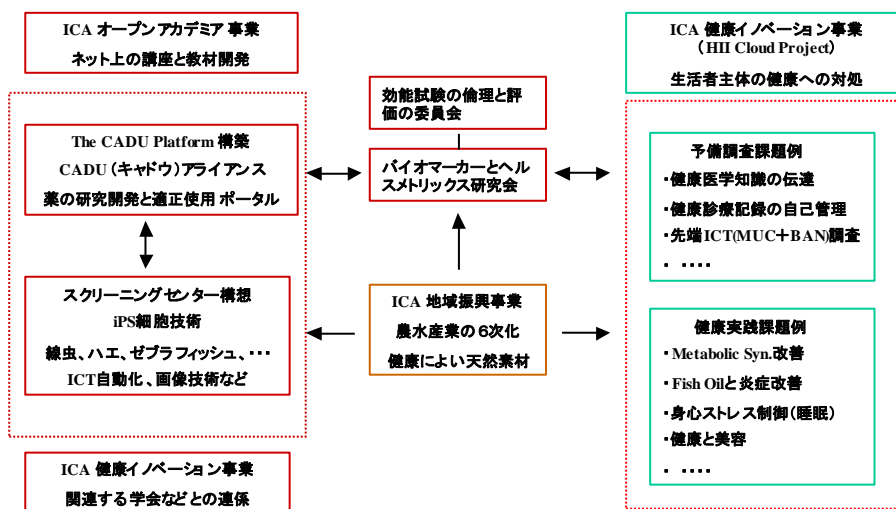 ICA オープンアカデミア 事業
ネット上の講座と教材開発
The CADU Platform 構築
CADU（キャドウ）アライアンス
薬の研究開発と適正使用 ポータル
スクリーニングセンター構想
iPS細胞技術
線虫、ハエ、ゼブラフィッシュ、・・・
ICT自動化、画像技術など
ICA 健康イノベーション事業
関連する学会などとの連係
効能試験の倫理と評
価の委員会
バイオマーカーとヘル
スメトリックス研究会
ICA 地域振興事業
農水産業の６次化
健康によい天然素材
ICA 健康イノベーション事業
（HII Cloud Project）
生活者主体の健康への対処
予備調査課題例
・健康医学知識の伝達
・健康診療記録の自己管理
・先端ICT(MUC＋BAN)調査
・ ‥‥
健康実践課題例
・Metabolic Syn.改善
・Fish Oilと炎症改善
・身心ストレス制御（睡眠）
・健康と美容
・ ‥‥